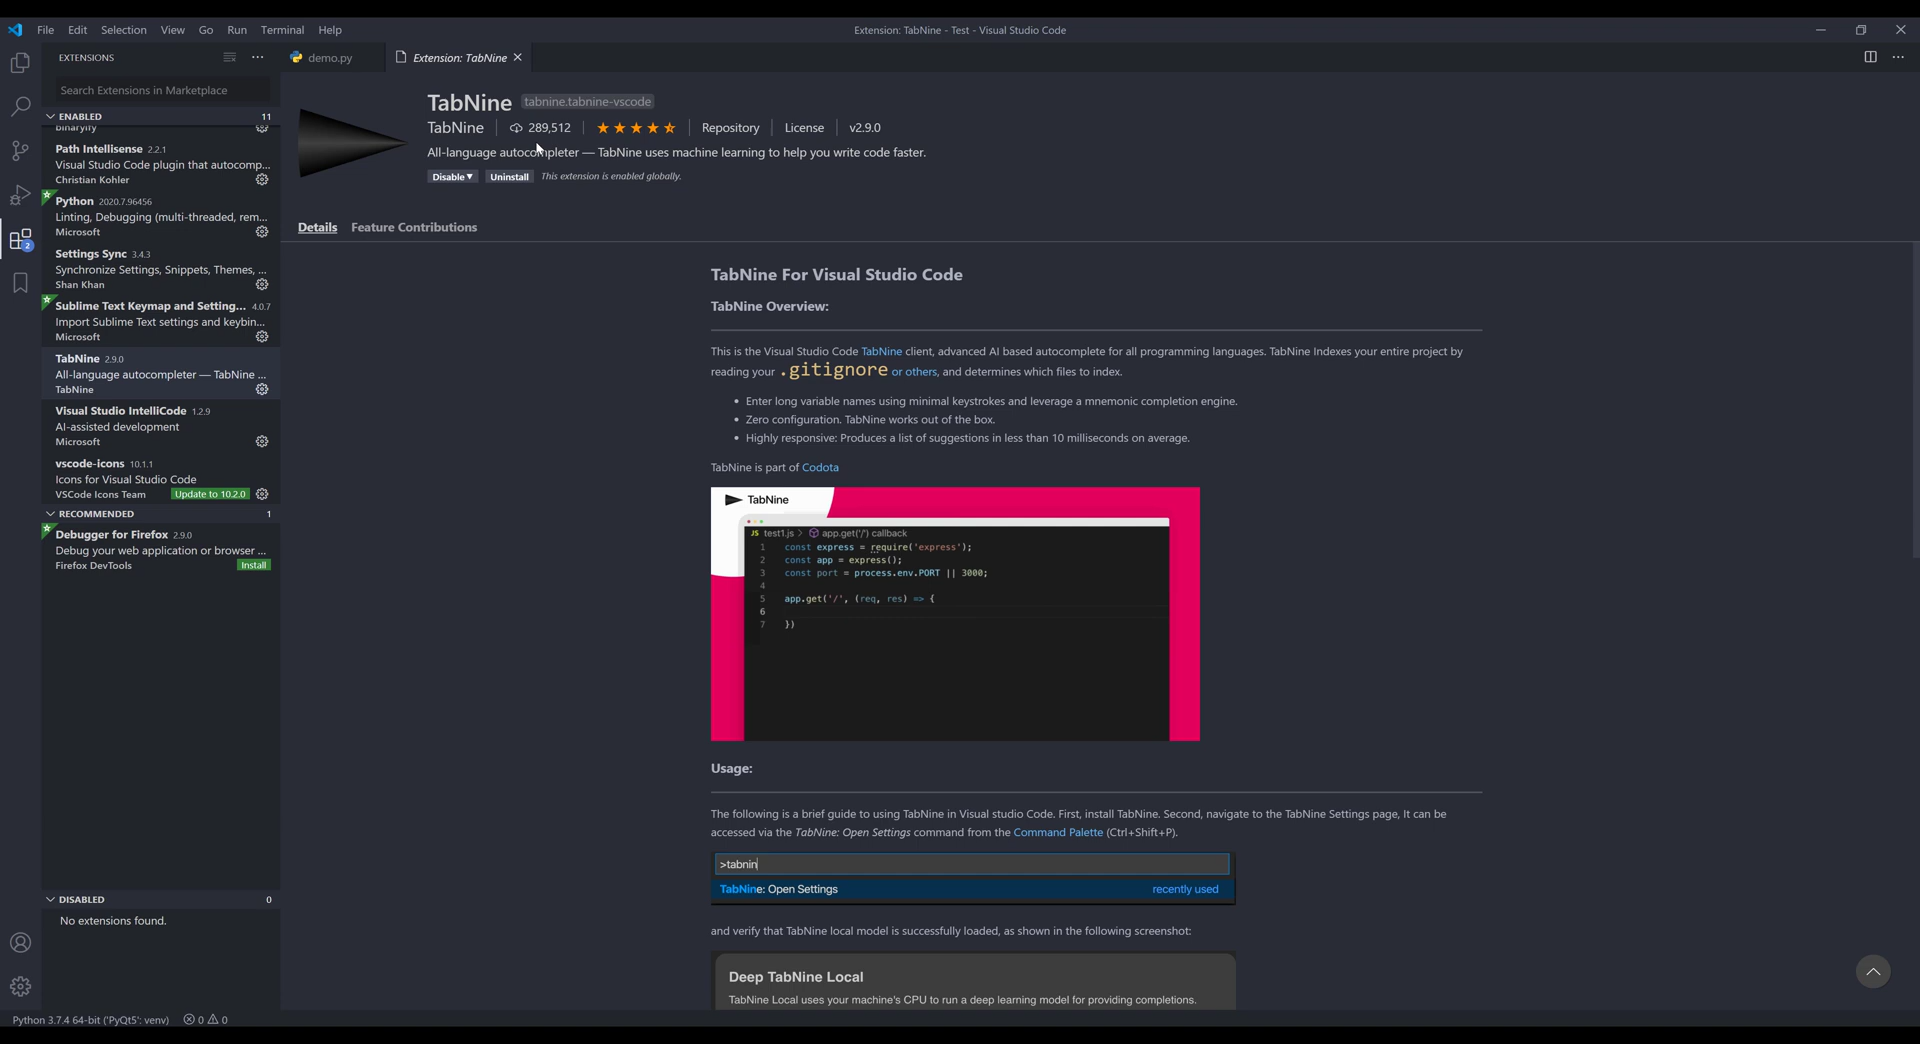 File Edit Selection View Go Run Terminal Help
Extension: TabNine - Test - Visual Studio Code
EXTENSIONS
demo.py
Extension: TabNine
Search Extensions in Marketplace
ENABLED 11
binaryify
Path Intellisense 2.2.1
Visual Studio Code plugin that autocomp...
Christian Kohler
Python 2020.7.96456
Linting, Debugging (multi-threaded, rem...
Microsoft
Settings Sync 3.4.3
Synchronize Settings, Snippets, Themes, ...
Shan Khan
Sublime Text Keymap and Setting... 4.0.7
Import Sublime Text settings and keybin...
Microsoft
TabNine 2.9.0
All-language autocompleter — TabNine ...
TabNine
Visual Studio IntelliCode 1.2.9
AI-assisted development
Microsoft
vscode-icons 10.1.1
Icons for Visual Studio Code
VSCode Icons Team Update to 10.2.0
RECOMMENDED 1
Debugger for Firefox 2.9.0
Debug your web application or browser ...
Firefox DevTools Install
DISABLED 0
No extensions found.
2
TabNine tabnine.tabnine-vscode
TabNine 289,512 Repository License v2.9.0
All-language autocompleter — TabNine uses machine learning to help you write code faster.
Disable Uninstall This extension is enabled globally.
Details Feature Contributions
TabNine For Visual Studio Code
TabNine Overview:
This is the Visual Studio Code TabNine client, advanced AI based autocomplete for all programming languages. TabNine Indexes your entire project by
reading your .gitignore or others, and determines which files to index.
• Enter long variable names using minimal keystrokes and leverage a mnemonic completion engine.
• Zero configuration. TabNine works out of the box.
• Highly responsive: Produces a list of suggestions in less than 10 milliseconds on average.
TabNine is part of Codota
TabNine
JS test1.js > app.get('/') callback
1 const express = require('express');
2 const app = express();
3 const port = process.env.PORT || 3000;
4
5 app.get('/', (req, res) => {
6
7 })
Usage:
The following is a brief guide to using TabNine in Visual studio Code. First, install TabNine. Second, navigate to the TabNine Settings page, It can be
accessed via the TabNine: Open Settings command from the Command Palette (Ctrl+Shift+P).
>tabnin
TabNine: Open Settings recently used
and verify that TabNine local model is successfully loaded, as shown in the following screenshot:
Deep TabNine Local
TabNine Local uses your machine's CPU to run a deep learning model for providing completions.
Python 3.7.4 64-bit ('PyQt5': venv) 0 0